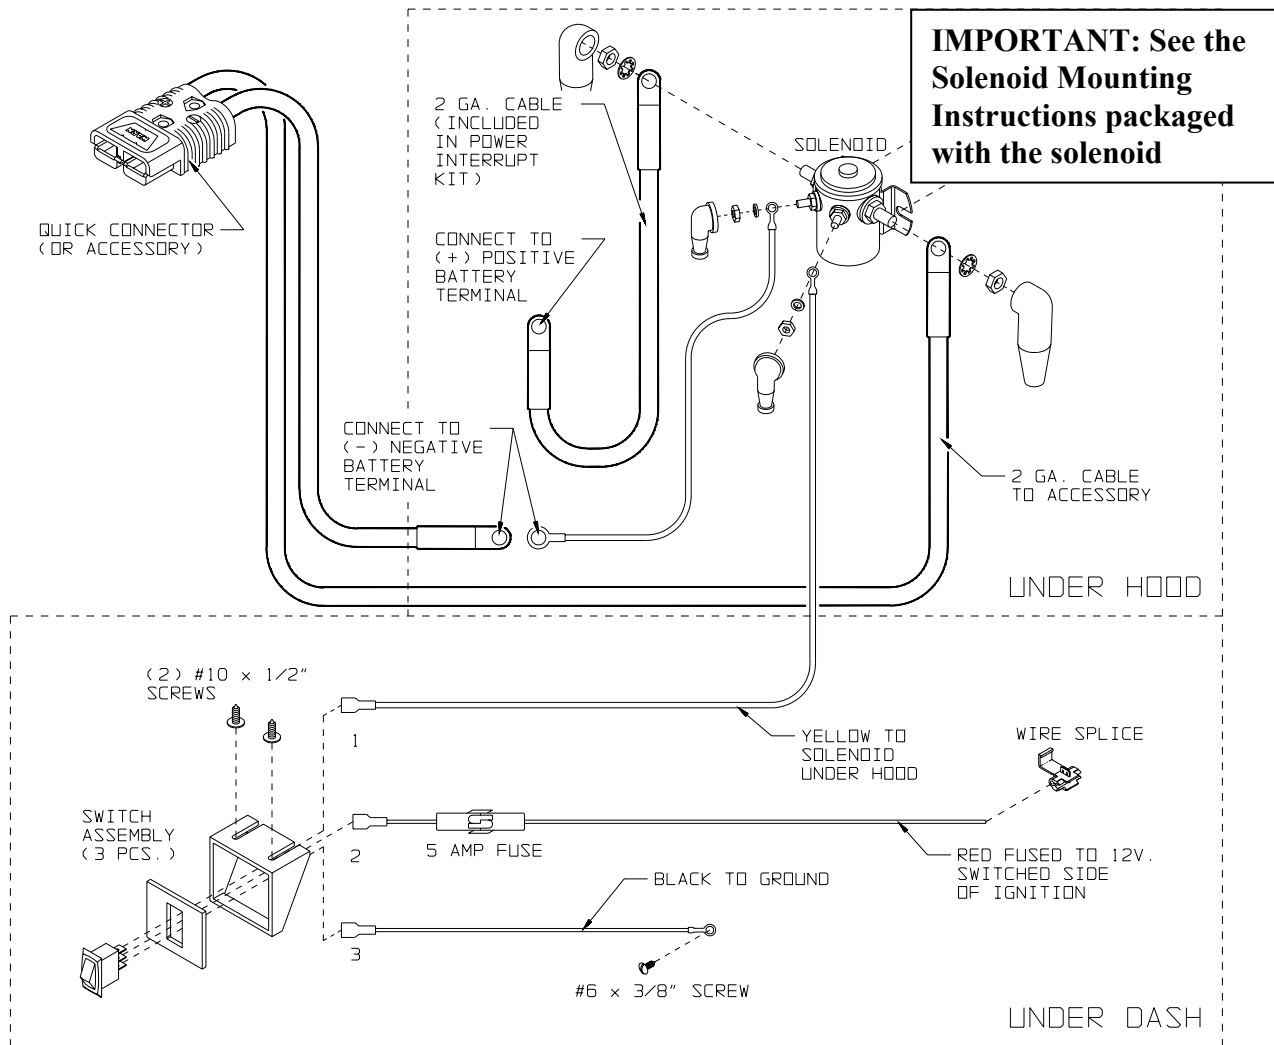 IMPORTANT: See the
Solenoid Mounting
Instructions packaged
with the solenoid
2 GA. CABLE
(INCLUDED
IN POWER
INTERRUPT
KIT)
SOLENOID
QUICK CONNECTOR
(OR ACCESSORY)
CONNECT TO
(+) POSITIVE
BATTERY
TERMINAL
CONNECT TO
(-) NEGATIVE
BATTERY
TERMINAL
2 GA. CABLE
TO ACCESSORY
UNDER HOOD
(2) #10 x 1/2"
SCREWS
1
YELLOW TO
SOLENOID
UNDER HOOD
WIRE SPLICE
SWITCH
ASSEMBLY
(3 PCS.)
2
5 AMP FUSE
RED FUSED TO 12V.
SWITCHED SIDE
OF IGNITION
BLACK TO GROUND
3
#6 x 3/8" SCREW
UNDER DASH